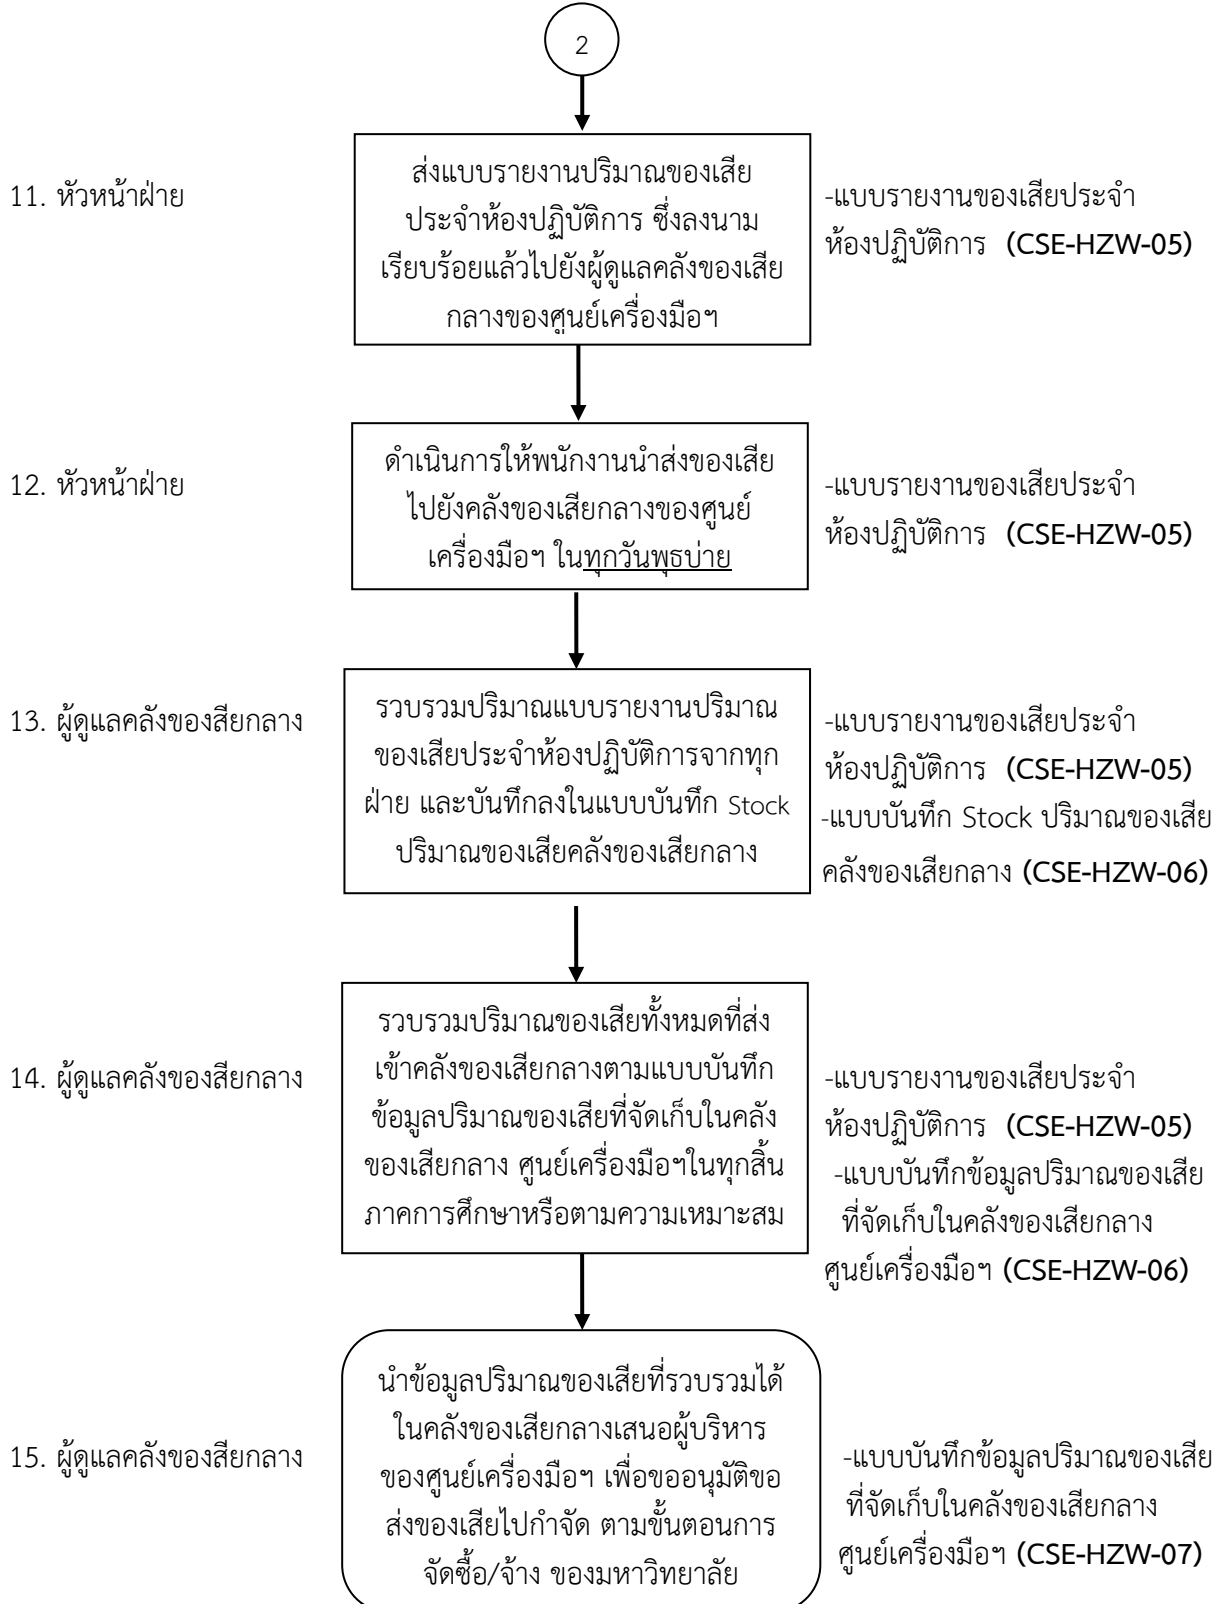 2
11. หัวหน้าฝ่าย
ส่งแบบรายงานปริมาณของเสีย
ประจำห้องปฏิบัติการ ซึ่งลงนาม
เรียบร้อยแล้วไปยังผู้ดูแลคลังของเสีย
กลางของศูนย์เครื่องมือฯ
-แบบรายงานของเสียประจำ
ห้องปฏิบัติการ (CSE-HZW-05)
12. หัวหน้าฝ่าย
ดำเนินการให้พนักงานนำส่งของเสีย
ไปยังคลังของเสียกลางของศูนย์
เครื่องมือฯ ในทุกวันพุธบ่าย
-แบบรายงานของเสียประจำ
ห้องปฏิบัติการ (CSE-HZW-05)
13. ผู้ดูแลคลังของสียกลาง
รวบรวมปริมาณแบบรายงานปริมาณ
ของเสียประจำห้องปฏิบัติการจากทุก
ฝ่าย และบันทึกลงในแบบบันทึก Stock
ปริมาณของเสียคลังของเสียกลาง
-แบบรายงานของเสียประจำ
ห้องปฏิบัติการ (CSE-HZW-05)
-แบบบันทึก Stock ปริมาณของเสีย
คลังของเสียกลาง (CSE-HZW-06)
14. ผู้ดูแลคลังของสียกลาง
รวบรวมปริมาณของเสียทั้งหมดที่ส่ง
เข้าคลังของเสียกลางตามแบบบันทึก
ข้อมูลปริมาณของเสียที่จัดเก็บในคลัง
ของเสียกลาง ศูนย์เครื่องมือฯในทุกสิ้น
ภาคการศึกษาหรือตามความเหมาะสม
-แบบรายงานของเสียประจำ
ห้องปฏิบัติการ (CSE-HZW-05)
-แบบบันทึกข้อมูลปริมาณของเสีย
ที่จัดเก็บในคลังของเสียกลาง
ศูนย์เครื่องมือฯ (CSE-HZW-06)
15. ผู้ดูแลคลังของสียกลาง
นำข้อมูลปริมาณของเสียที่รวบรวมได้
ในคลังของเสียกลางเสนอผู้บริหาร
ของศูนย์เครื่องมือฯ เพื่อขออนุมัติขอ
ส่งของเสียไปกำจัด ตามขั้นตอนการ
จัดซื้อ/จ้าง ของมหาวิทยาลัย
-แบบบันทึกข้อมูลปริมาณของเสีย
ที่จัดเก็บในคลังของเสียกลาง
ศูนย์เครื่องมือฯ (CSE-HZW-07)